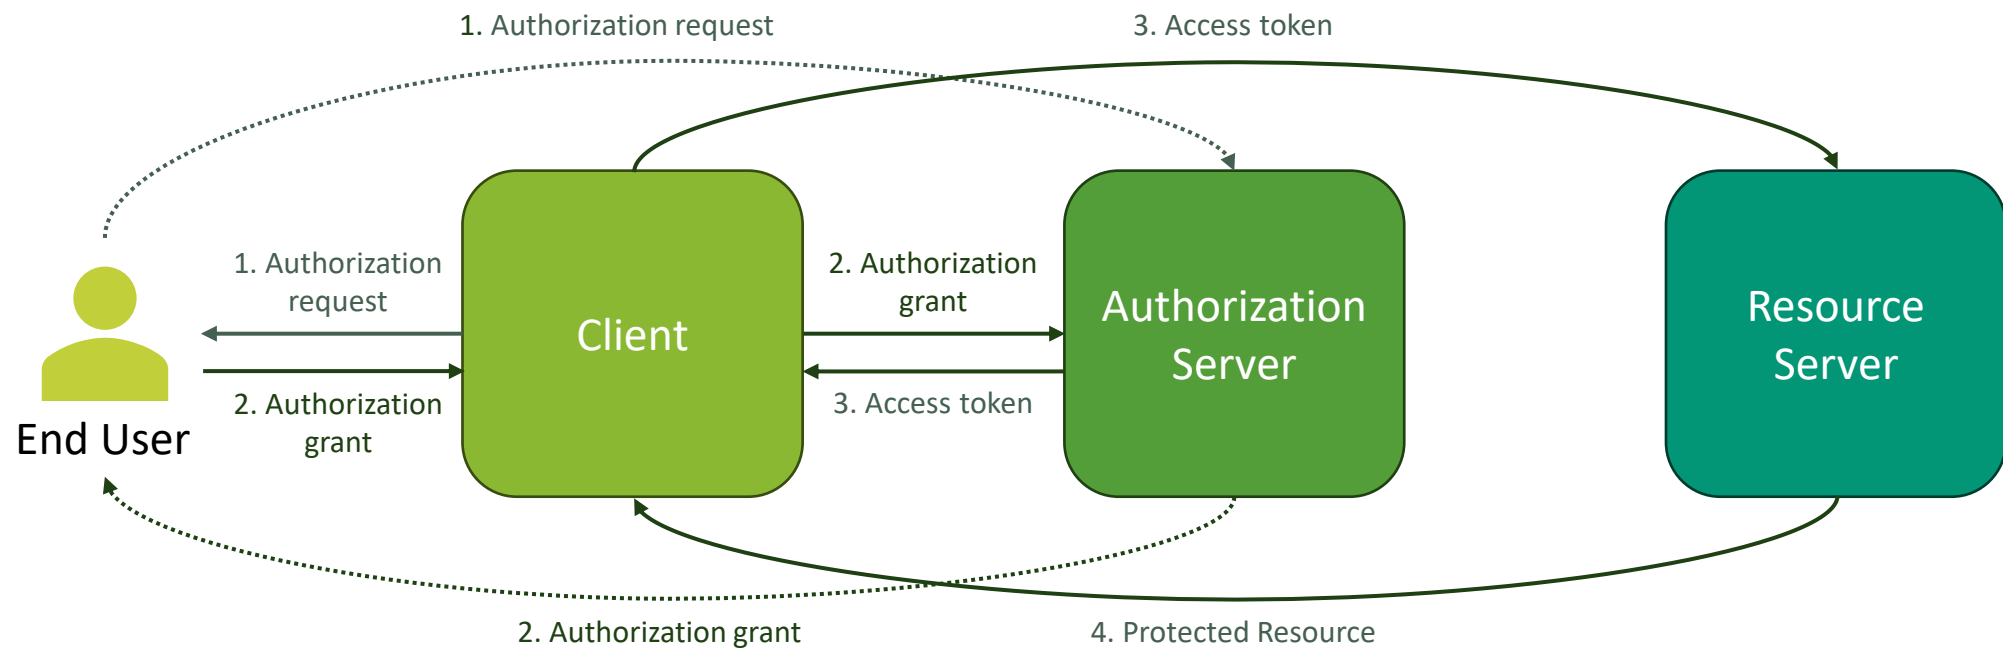 1. Authorization request
3. Access token
1. Authorization
request
2. Authorization
grant
Client
Authorization
Server
Resource
Server
2. Authorization
grant
3. Access token
End User
2. Authorization grant
4. Protected Resource